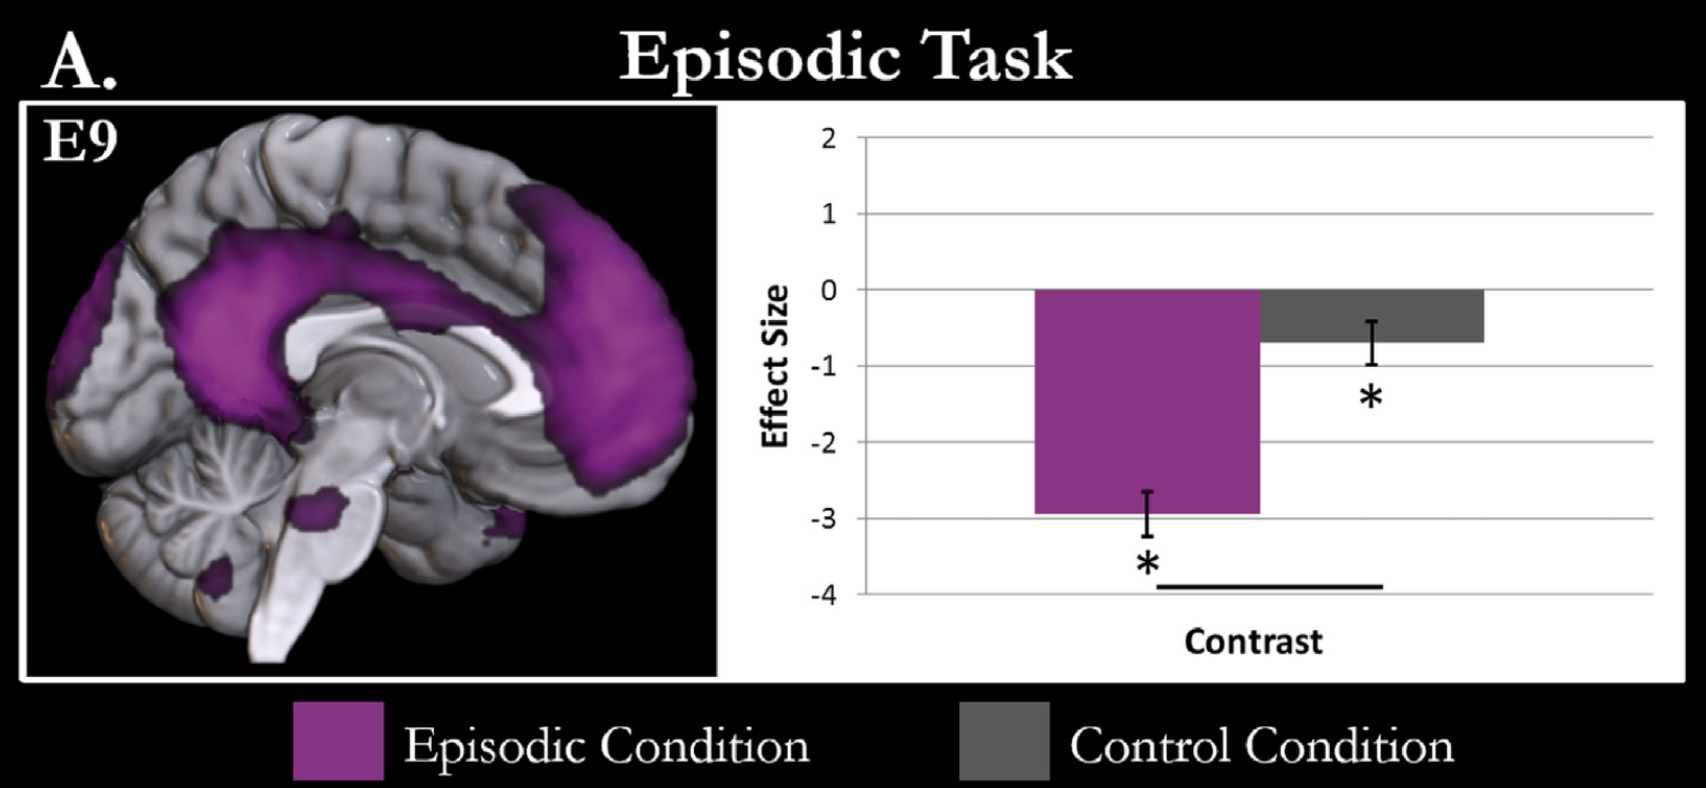 A.
Episodic Task
E9
2
1
0
-1
-2
-3
-4
Effect Size
*
*
Contrast
Episodic Condition
Control Condition